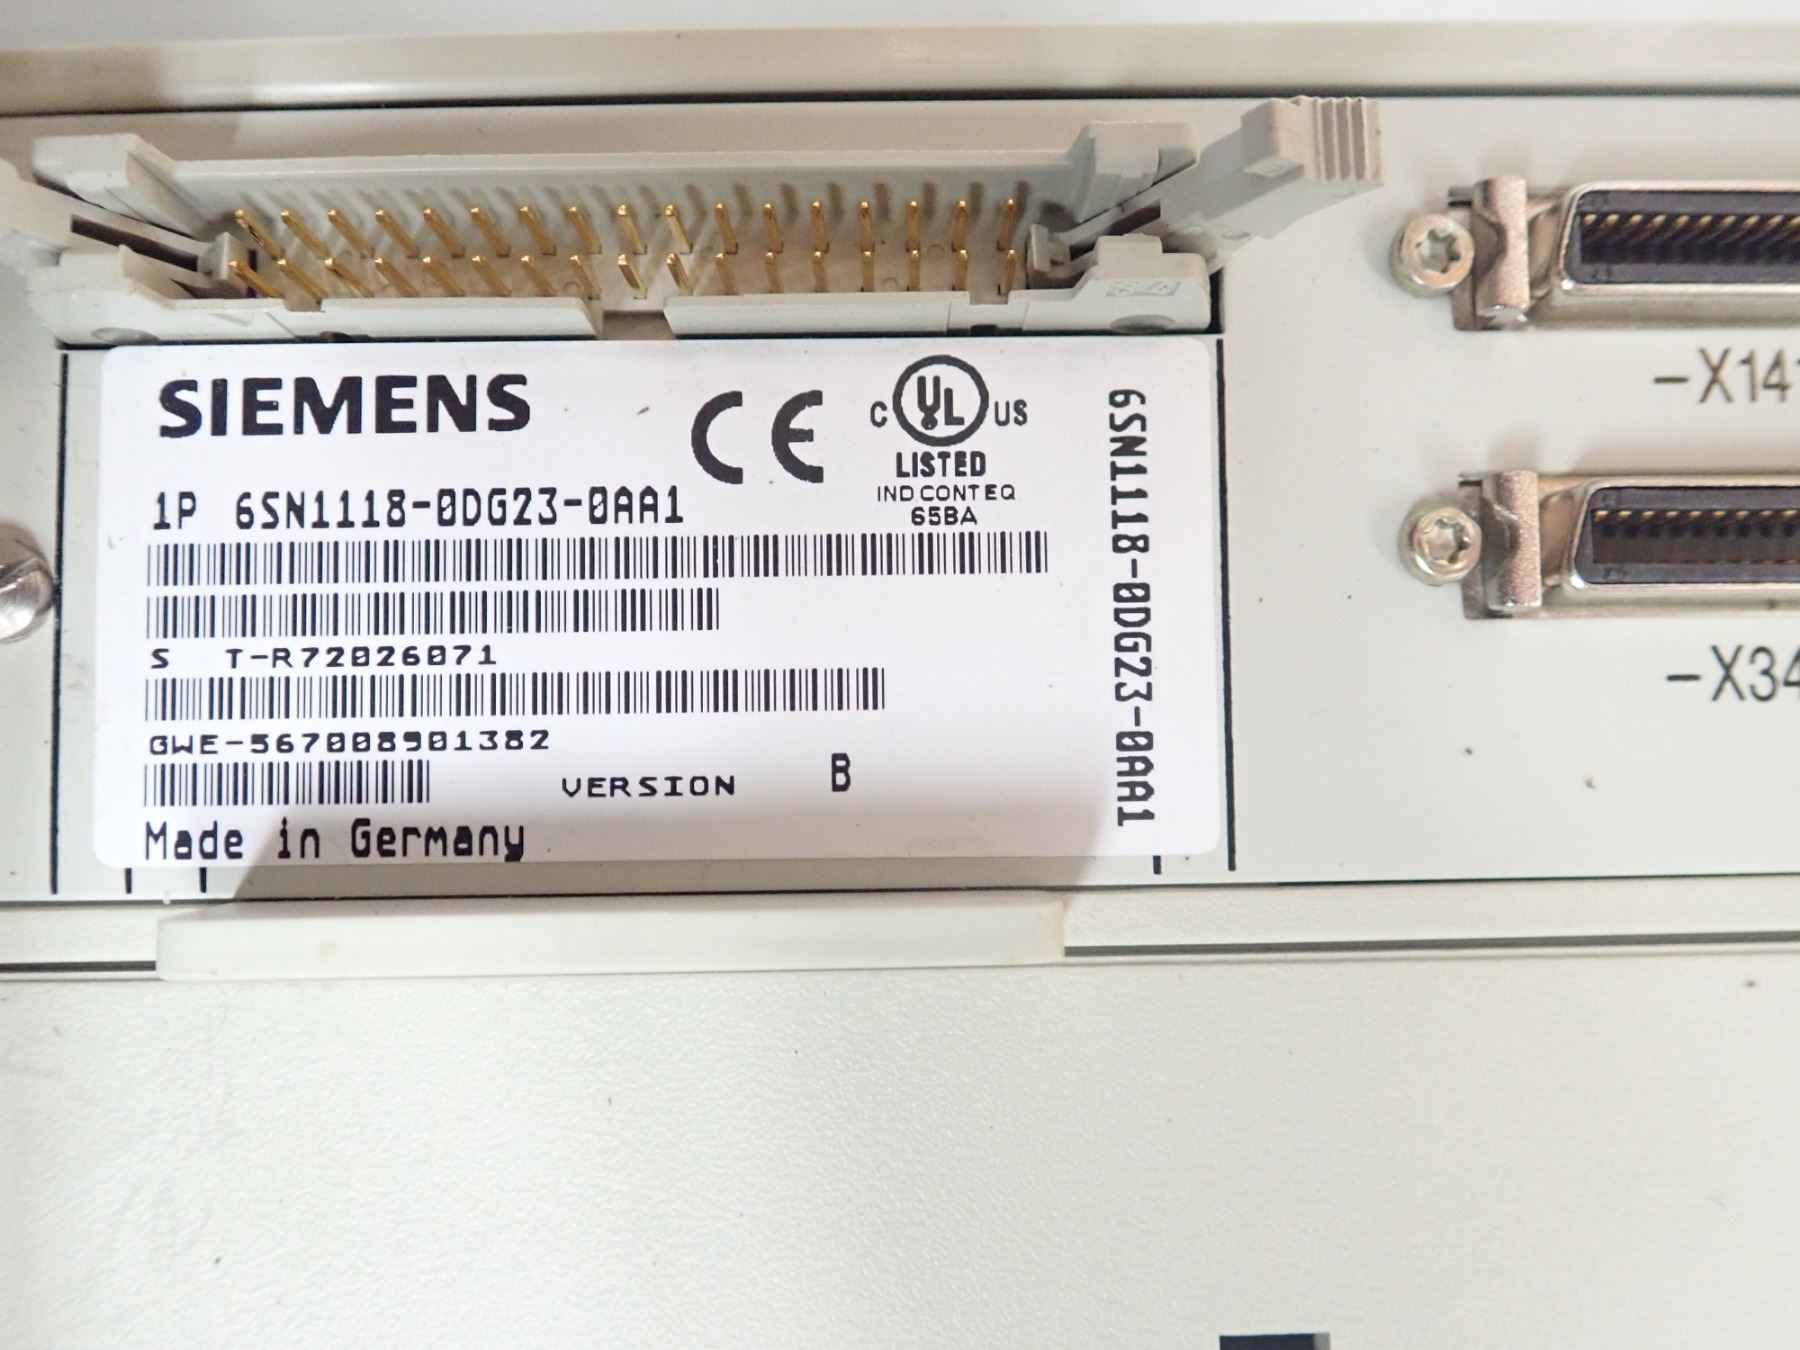 SIEMENS
CE
C UL US
LISTED
IND.CONT.EQ
65BA
1P 6SN1118-0DG23-0AA1
S T-R72026071
GWE-567008901382
VERSION B
Made in Germany
6SN1118-0DG23-0AA1
-X141
-X34